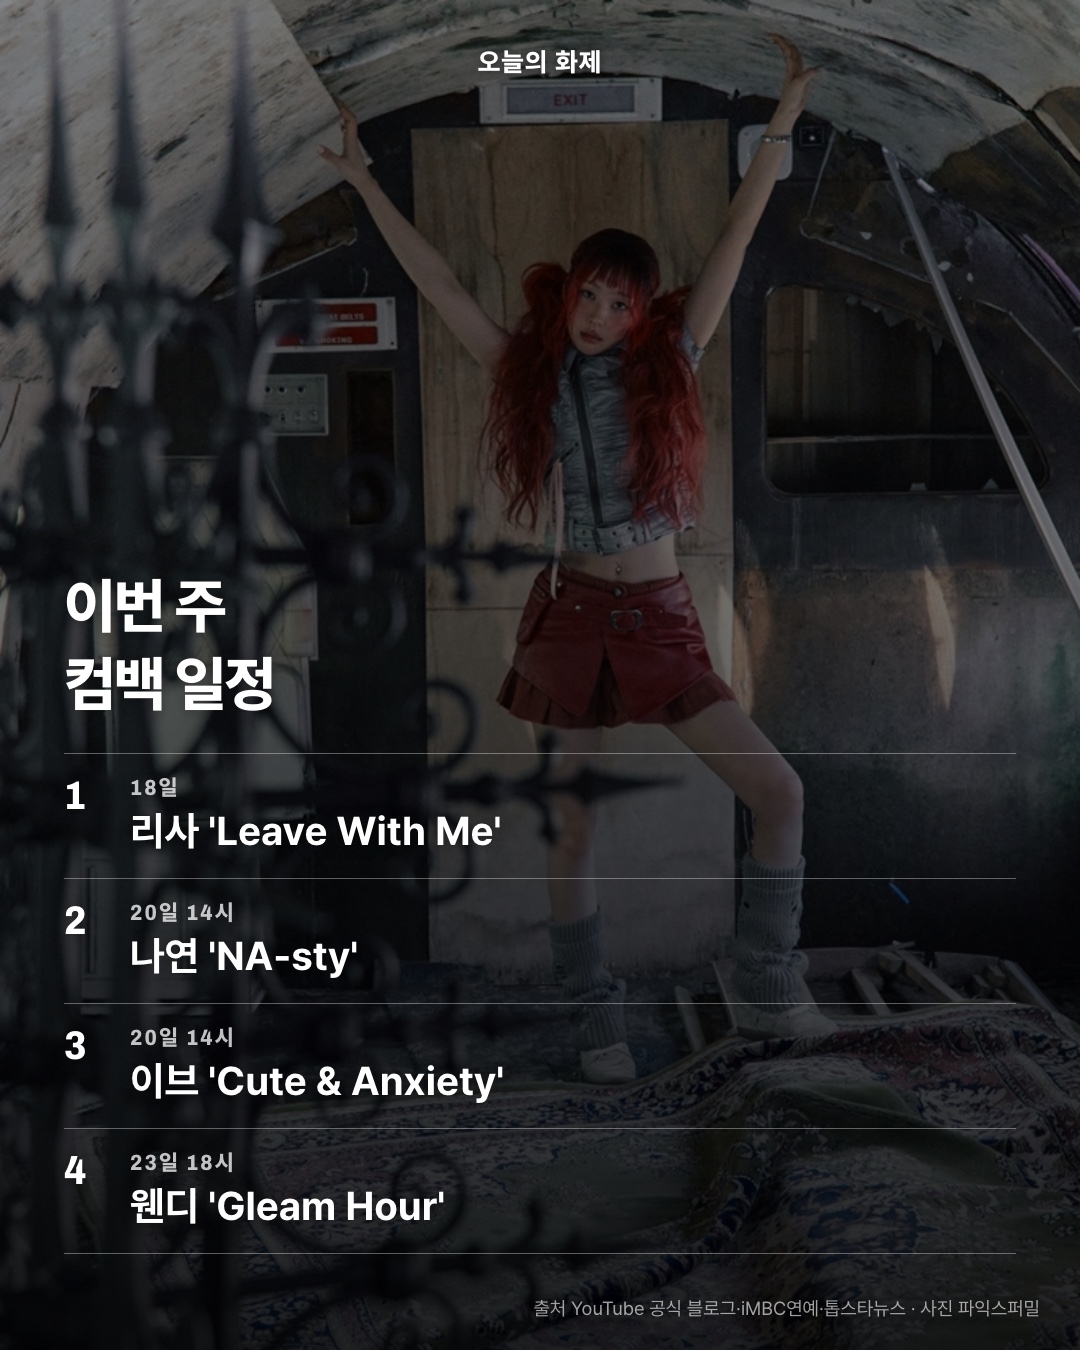 오늘의 화제
EXIT
이번 주
컴백 일정
1
18일
리사 'Leave With Me'
2
20일 14시
나연 'NA-sty'
3
20일 14시
이브 'Cute & Anxiety'
4
23일 18시
웬디 'Gleam Hour'
출처 YouTube 공식 블로그·iMBC연예·톱스타뉴스 · 사진 파익스퍼밀